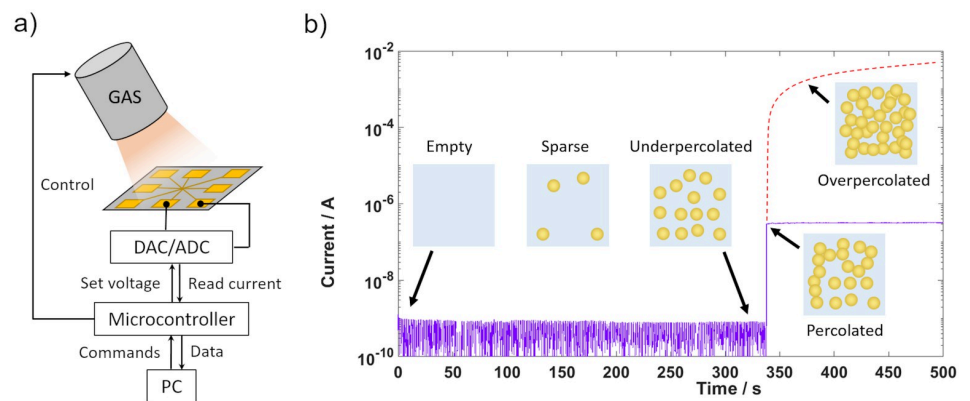 a)
GAS
Control
DAC/ADC
Set voltage
Read current
Microcontroller
Commands
Data
PC
b)
Current / A
10⁻²
10⁻⁴
10⁻⁶
10⁻⁸
10⁻¹⁰
Empty
Sparse
Underpercolated
Overpercolated
Percolated
0 50 100 150 200 250 300 350 400 450 500
Time / s